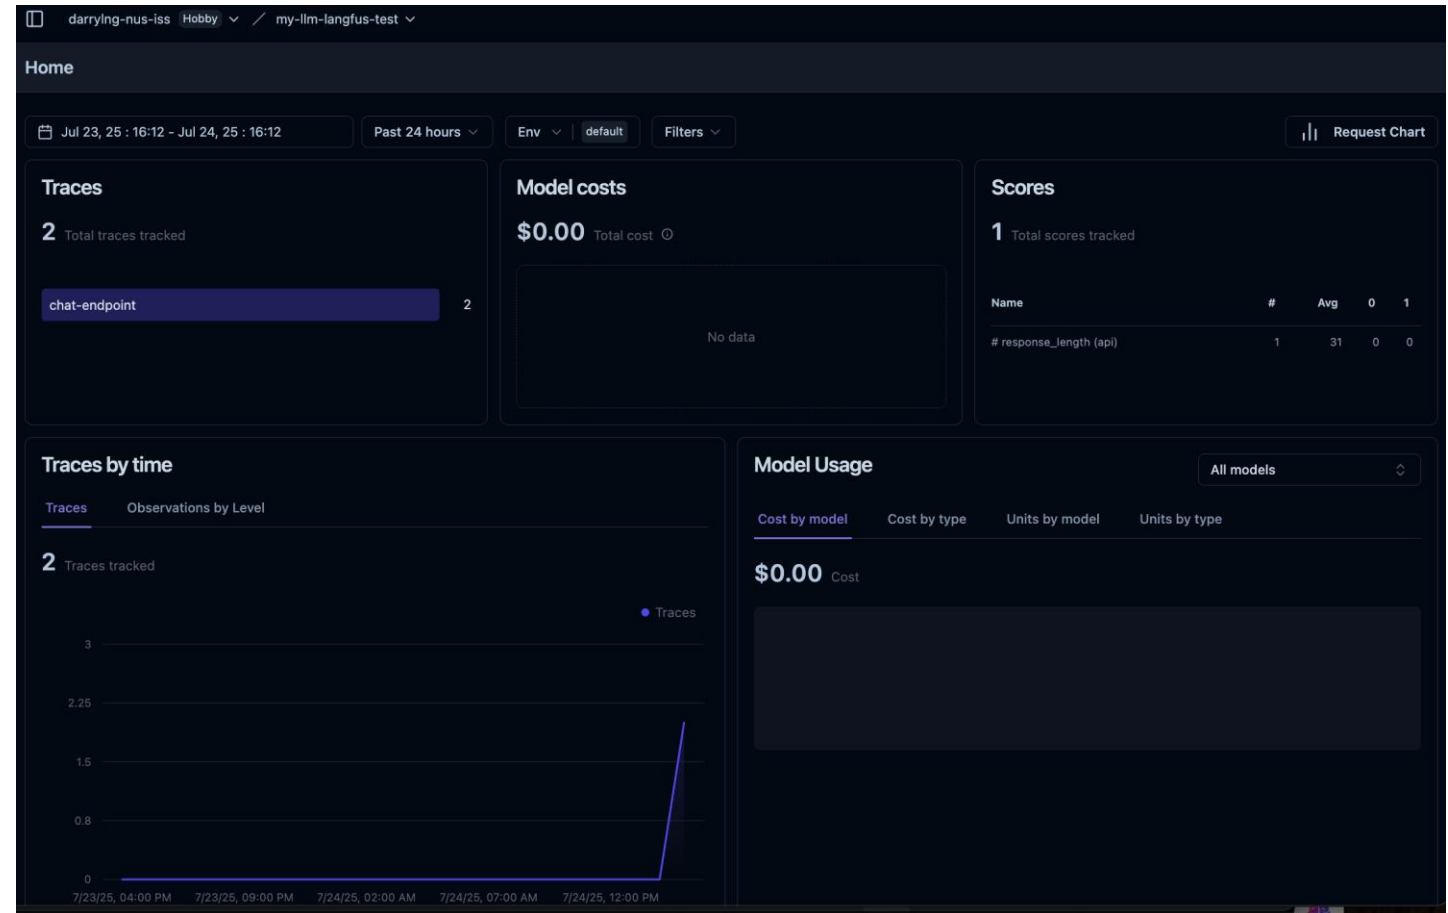 darrylng-nus-iss Hobby / my-llm-langfus-test
Home
Jul 23, 25 : 16:12 - Jul 24, 25 : 16:12 Past 24 hours Env default Filters Request Chart
Traces
2 Total traces tracked
chat-endpoint 2
Model costs
$0.00 Total cost
No data
Scores
1 Total scores tracked
Name # Avg 0 1
# response_length (api) 1 31 0 0
Traces by time
Traces Observations by Level
2 Traces tracked
Traces
3
2.25
1.5
0.8
0
7/23/25, 04:00 PM 7/23/25, 09:00 PM 7/24/25, 02:00 AM 7/24/25, 07:00 AM 7/24/25, 12:00 PM
Model Usage
All models
Cost by model Cost by type Units by model Units by type
$0.00 Cost